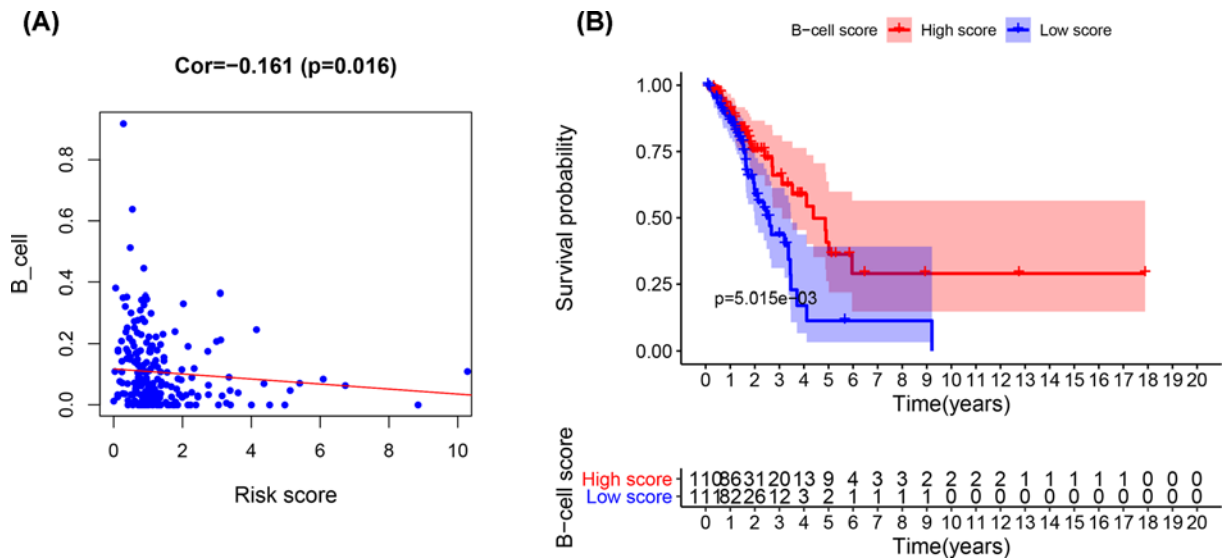 (A)
Cor=−0.161 (p=0.016)
B_cell
0.0 0.2 0.4 0.6 0.8
0 2 4 6 8 10
Risk score
(B)
B−cell score High score Low score
Survival probability
1.00
0.75
0.50
0.25
0.00
p=5.015e−03
0 1 2 3 4 5 6 7 8 9 10 11 12 13 14 15 16 17 18 19 20
Time(years)
B−cell score
High score 110 86 31 20 13 9 4 3 3 2 2 2 2 1 1 1 1 1 0 0 0
Low score 111 82 26 12 3 2 1 1 1 1 0 0 0 0 0 0 0 0 0 0 0
0 1 2 3 4 5 6 7 8 9 10 11 12 13 14 15 16 17 18 19 20
Time(years)